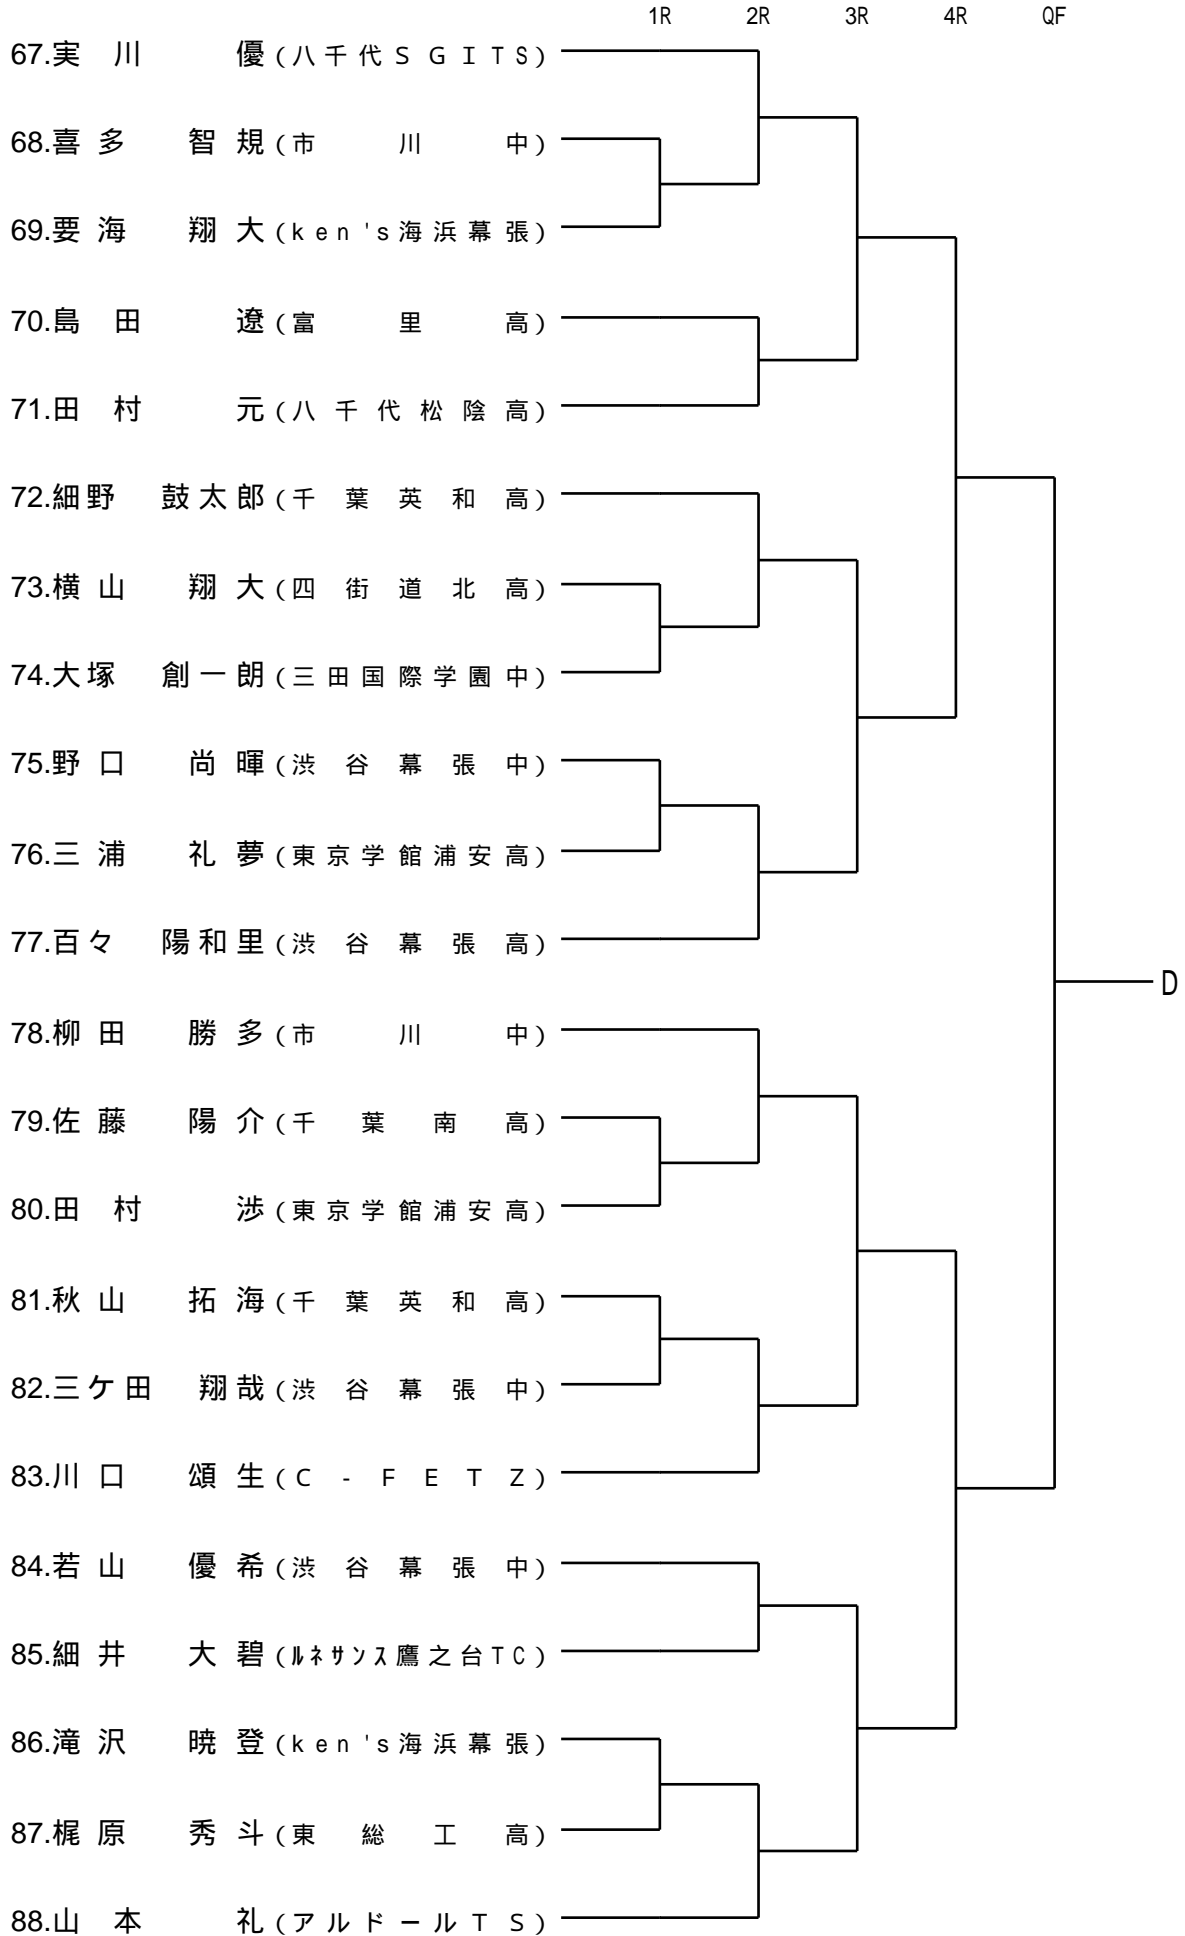 1R 2R 3R 4R QF
67.実川 優(八千代SGITS)
68.喜多 智規(市川中)
69.要海 翔大(ken's海浜幕張)
70.島田 遼(富里高)
71.田村 元(八千代松陰高)
72.細野 鼓太郎(千葉英和高)
73.横山 翔大(四街道北高)
74.大塚 創一朗(三田国際学園中)
75.野口 尚暉(渋谷幕張中)
76.三浦 礼夢(東京学館浦安高)
77.百々 陽和里(渋谷幕張高)
D
78.柳田 勝多(市川中)
79.佐藤 陽介(千葉南高)
80.田村 渉(東京学館浦安高)
81.秋山 拓海(千葉英和高)
82.三ケ田 翔哉(渋谷幕張中)
83.川口 頌生(C-FETZ)
84.若山 優希(渋谷幕張中)
85.細井 大碧(ﾙﾈｻﾝｽ鷹之台TC)
86.滝沢 暁登(ken's海浜幕張)
87.梶原 秀斗(東総工高)
88.山本 礼(アルドールTS)